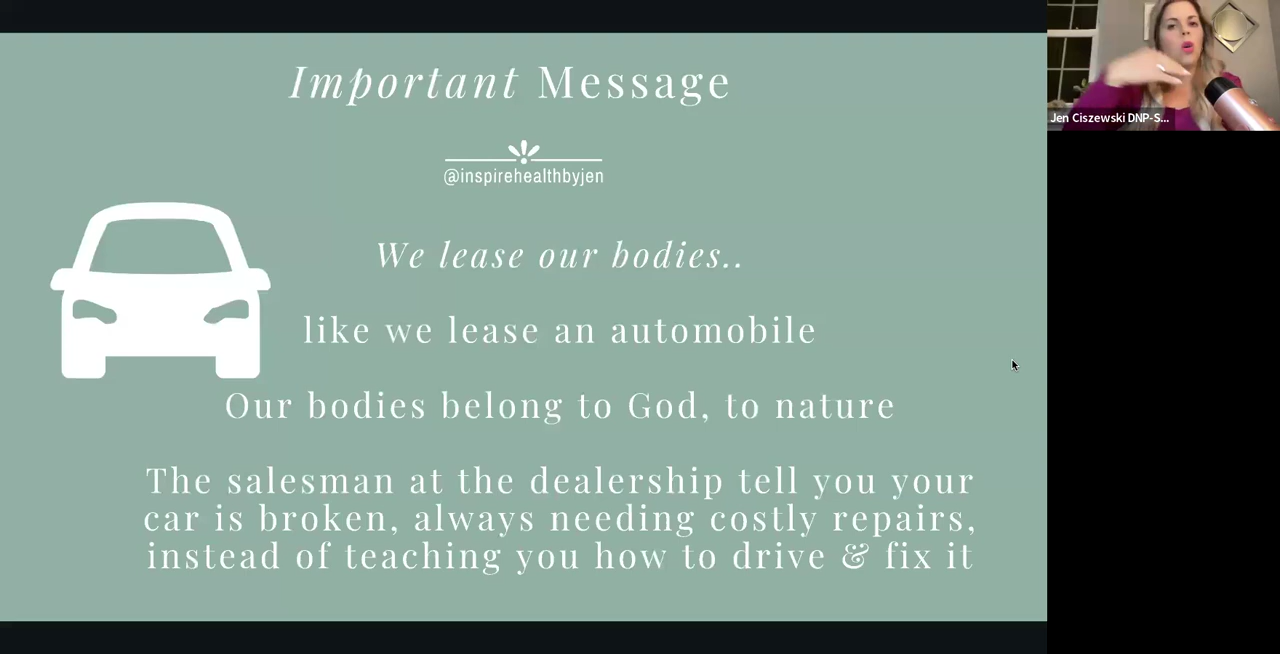 Important Message
@inspirehealthbyjen
We lease our bodies..
like we lease an automobile
Our bodies belong to God, to nature
The salesman at the dealership tell you your
car is broken, always needing costly repairs,
instead of teaching you how to drive & fix it
Jen Ciszewski DNP-S...